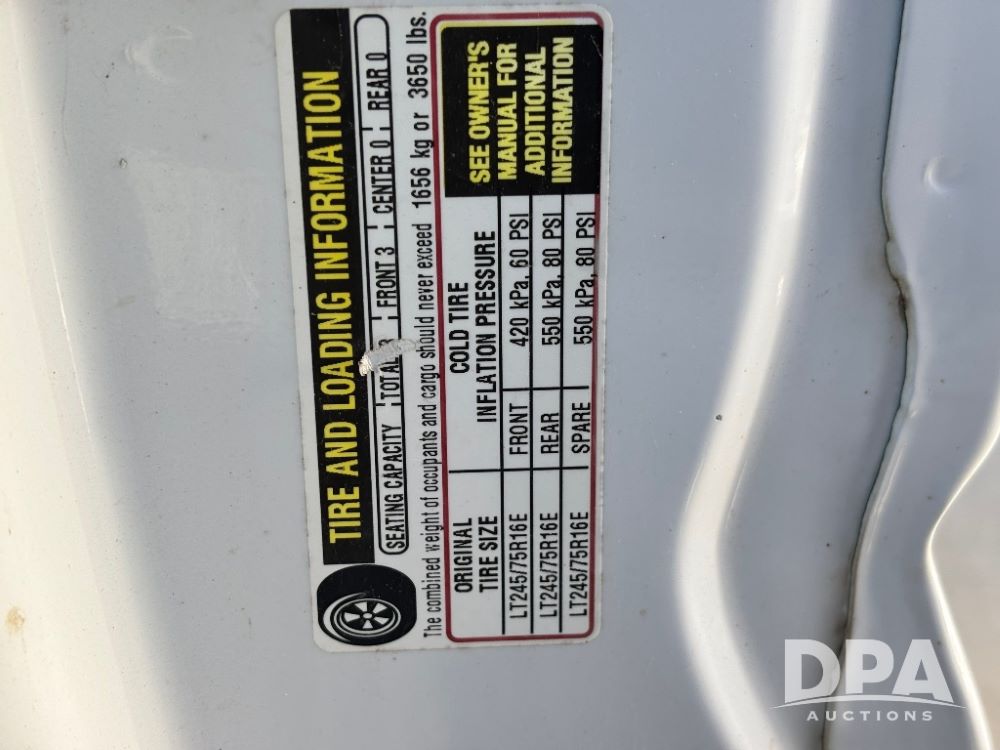 TIRE AND LOADING INFORMATION
SEATING CAPACITY TOTAL 3 FRONT 3 CENTER 0 REAR 0
The combined weight of occupants and cargo should never exceed 1656 kg or 3650 lbs.
ORIGINAL TIRE SIZE COLD TIRE INFLATION PRESSURE
LT245/75R16E FRONT 420 kPa, 60 PSI
LT245/75R16E REAR 550 kPa, 80 PSI
LT245/75R16E SPARE 550 kPa, 80 PSI
SEE OWNER'S
MANUAL FOR
ADDITIONAL
INFORMATION
DPA
AUCTIONS